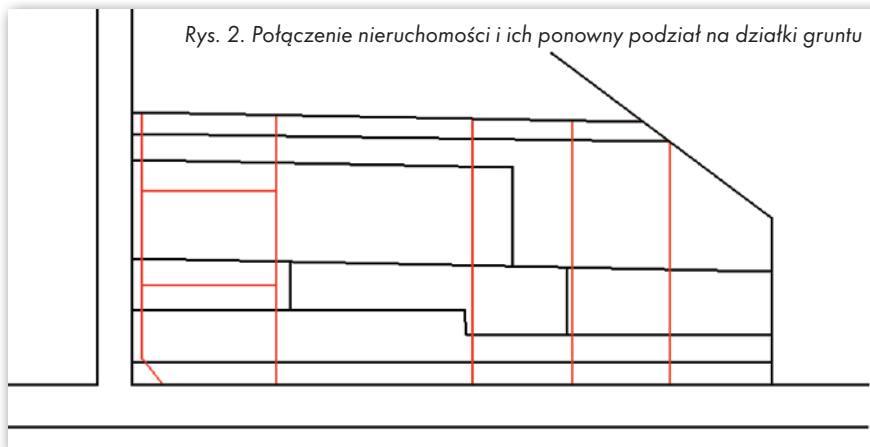 Rys. 2. Połączenie nieruchomości i ich ponowny podział na działki gruntu